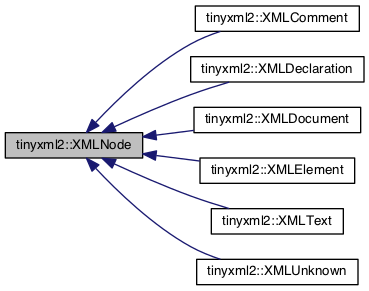 tinyxml2::XMLComment
tinyxml2::XMLDeclaration
tinyxml2::XMLDocument
tinyxml2::XMLNode
tinyxml2::XMLElement
tinyxml2::XMLText
tinyxml2::XMLUnknown